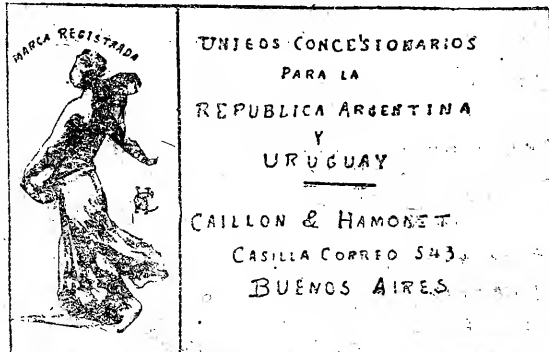 MARCA REGISTRADA
UNICOS CONCESIONARIOS
PARA LA
REPUBLICA ARGENTINA
Y
URUGUAY
CAILLON & HAMONET
CASILLA CORREO 543
BUENOS AIRES